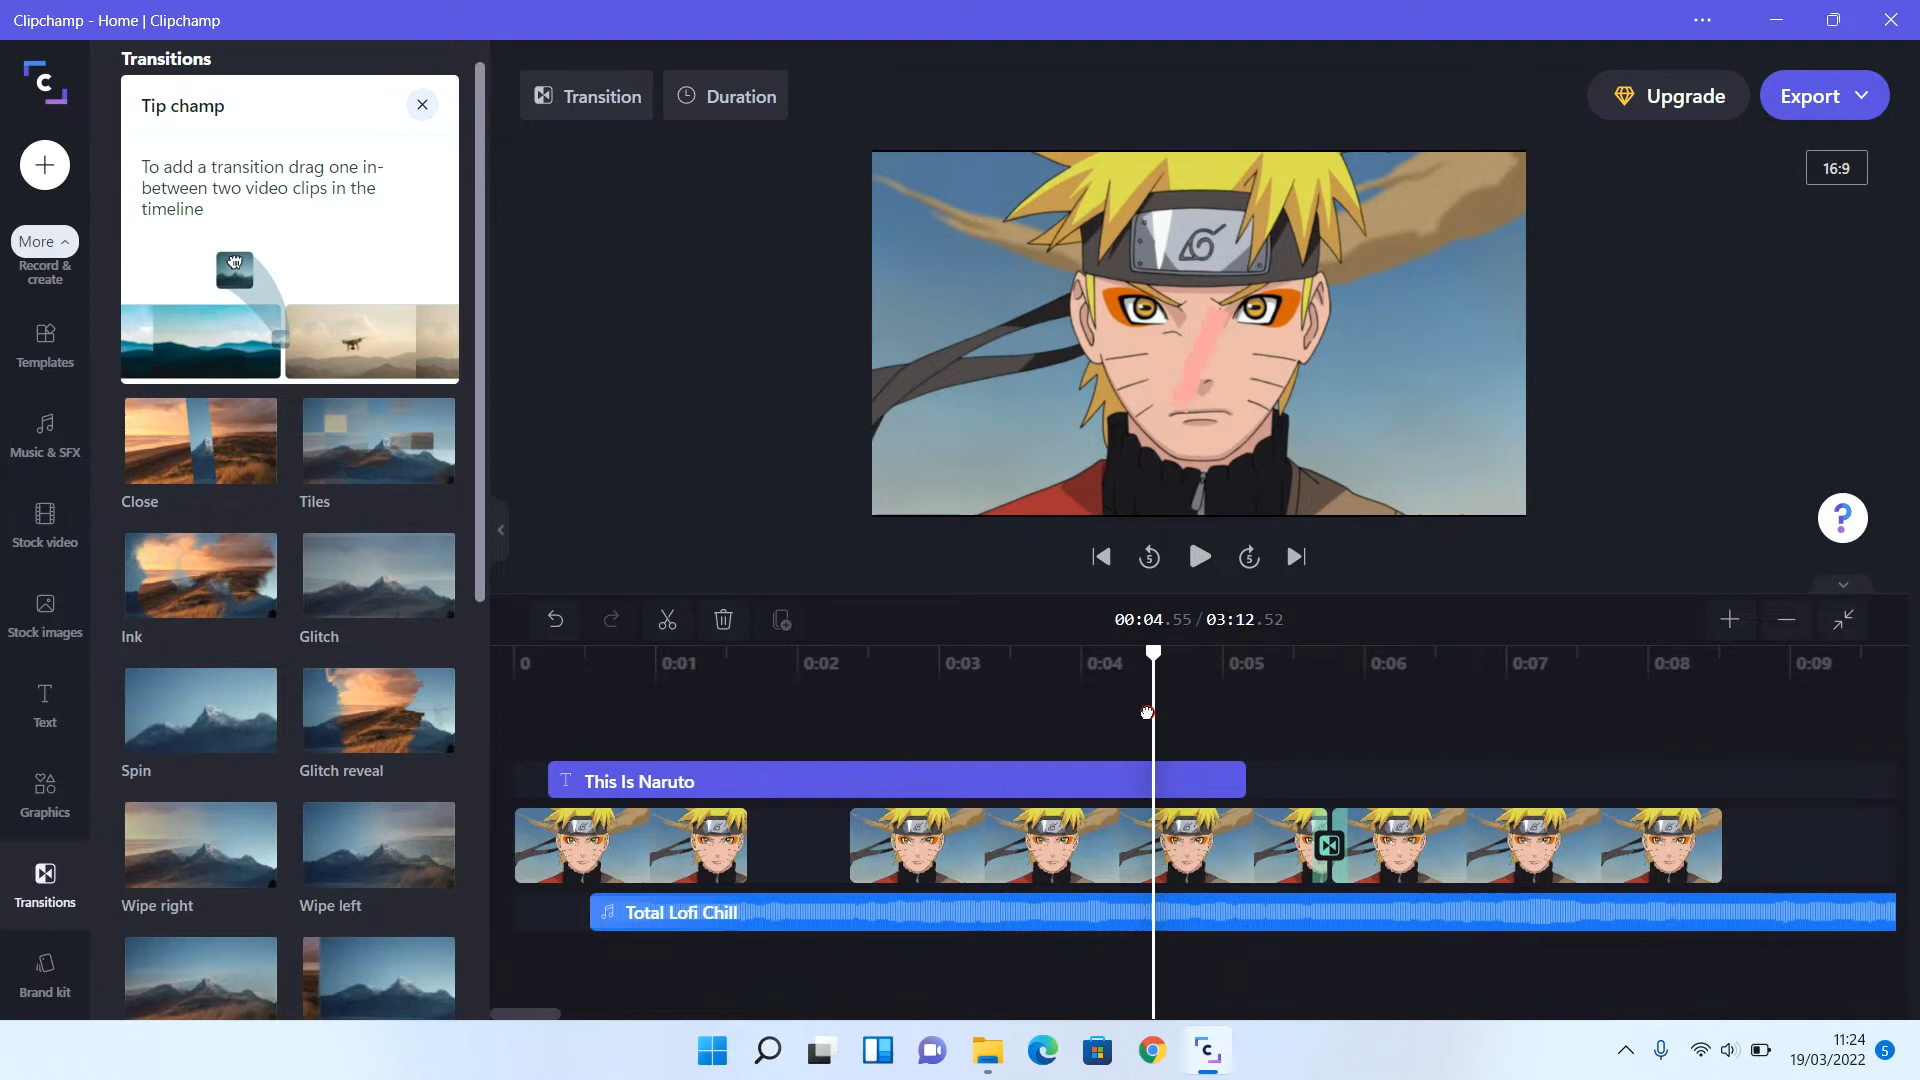 Clipchamp - Home | Clipchamp
Transitions
Tip champ
To add a transition drag one in-
between two video clips in the
timeline
More
Record &
create
Templates
Music & SFX
Stock video
Stock images
Text
Graphics
Transitions
Brand kit
Close
Tiles
Ink
Glitch
Spin
Glitch reveal
Wipe right
Wipe left
Transition
Duration
Upgrade
Export
16:9
5
5
?
00:04.55 / 03:12.52
0
0:01
0:02
0:03
0:04
0:05
0:06
0:07
0:08
0:09
T This Is Naruto
Total Lofi Chill
11:24
19/03/2022
5